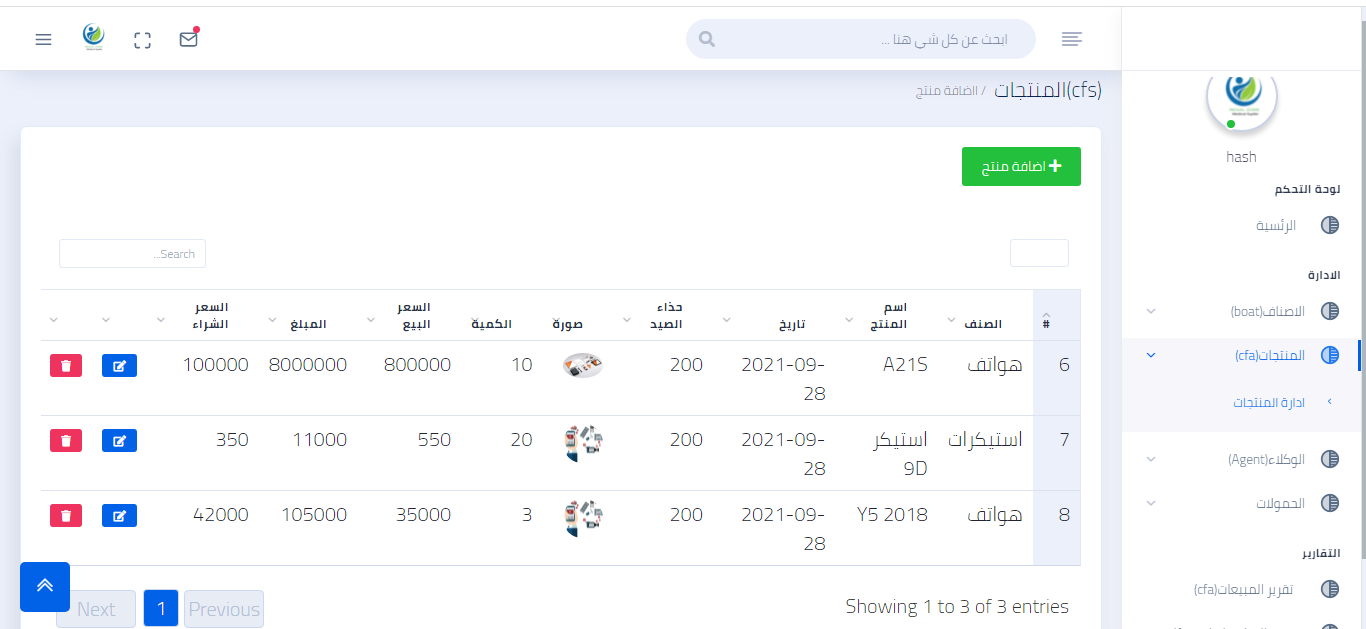 ابحث عن كل شي هنا ...
hash
لوحة التحكم
الرئسية
الادارة
الاصناف(boat)
المنتجات(cfa)
ادارة المنتجات
الوكلاء(Agent)
الحمولات
التقارير
تقرير المبيعات(cfa)
(cfs)المنتجات / ااضافة منتج
اضافة منتج
Search...
# الصنف اسم المنتج تاريخ حذاء الصيد صورة الكمية السعر البيع المبلغ السعر الشراء
6 هواتف A21S 2021-09-28 200 10 800000 8000000 100000
7 استيكرات استيكر 9D 2021-09-28 200 20 550 11000 350
8 هواتف Y5 2018 2021-09-28 200 3 35000 105000 42000
Showing 1 to 3 of 3 entries
Previous 1 Next